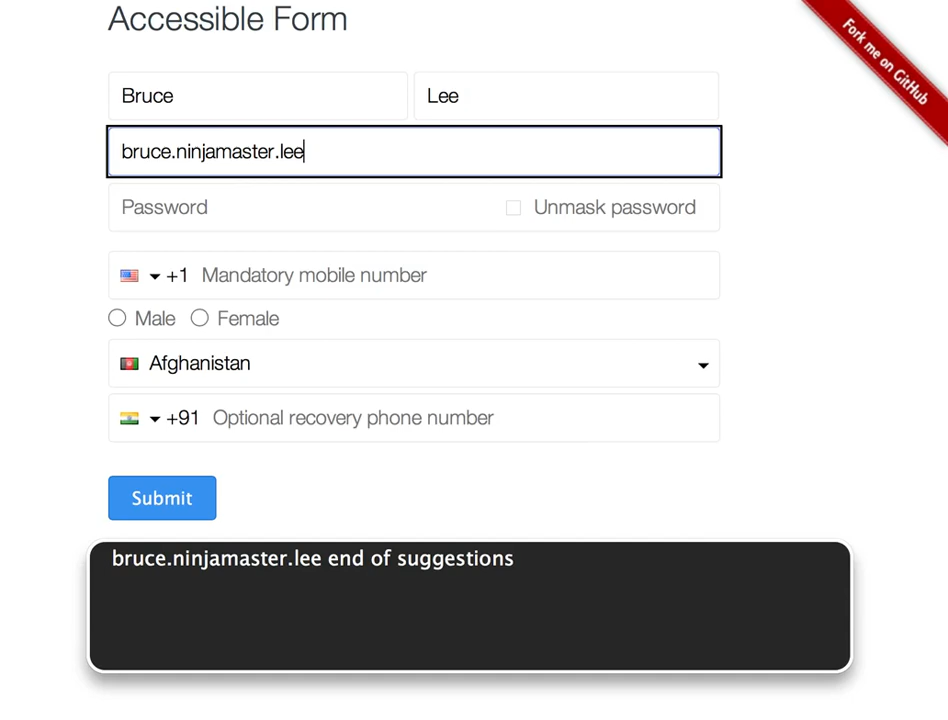 Accessible Form
Fork me on GitHub
Bruce
Lee
bruce.ninjamaster.lee
Password
Unmask password
+1 Mandatory mobile number
Male
Female
Afghanistan
+91 Optional recovery phone number
Submit
bruce.ninjamaster.lee end of suggestions